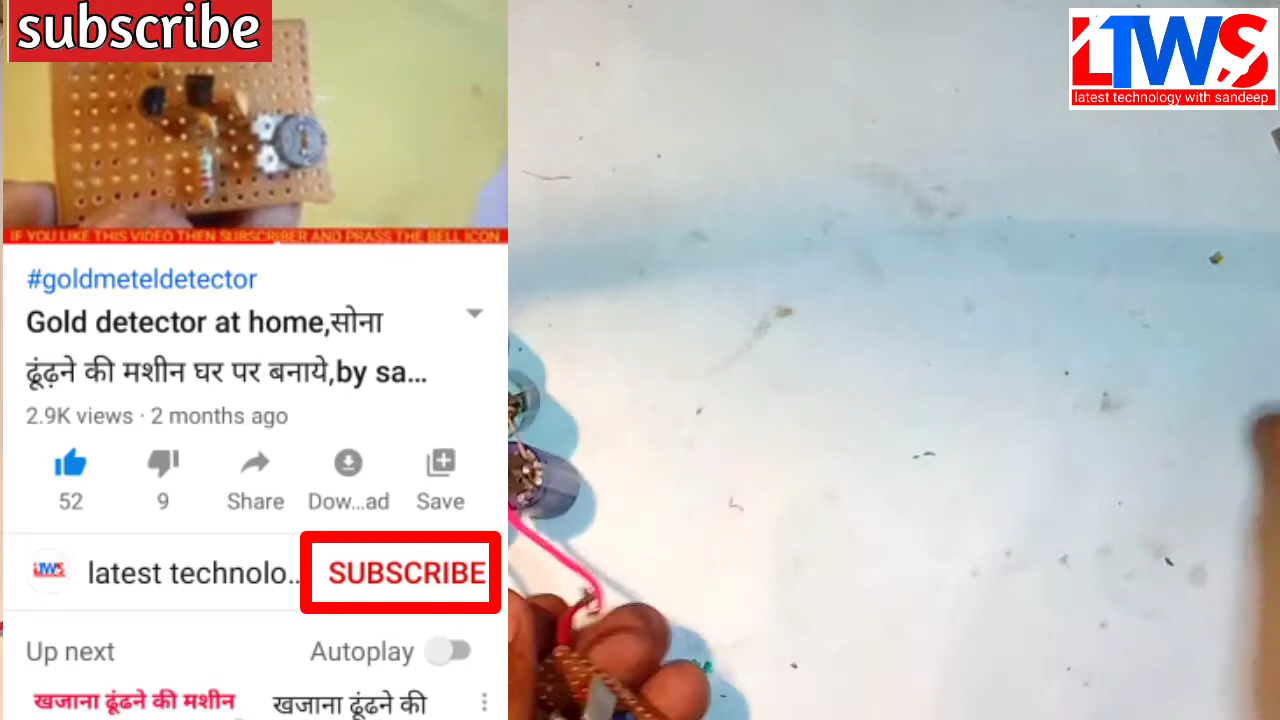 subscribe
LTWS
latest technology with sandeep
IF YOU LIKE THIS VIDEO THEN SUBSCRIBER AND PRASS THE BELL ICON
#goldmeteldetector
Gold detector at home,सोना
ढूंढ़ने की मशीन घर पर बनाये,by sa...
2.9K views · 2 months ago
52
9
Share
Dow...ad
Save
LTWS
latest technolo..
SUBSCRIBE
Up next
Autoplay
खजाना ढूंढने की मशीन
खजाना ढूंढने की